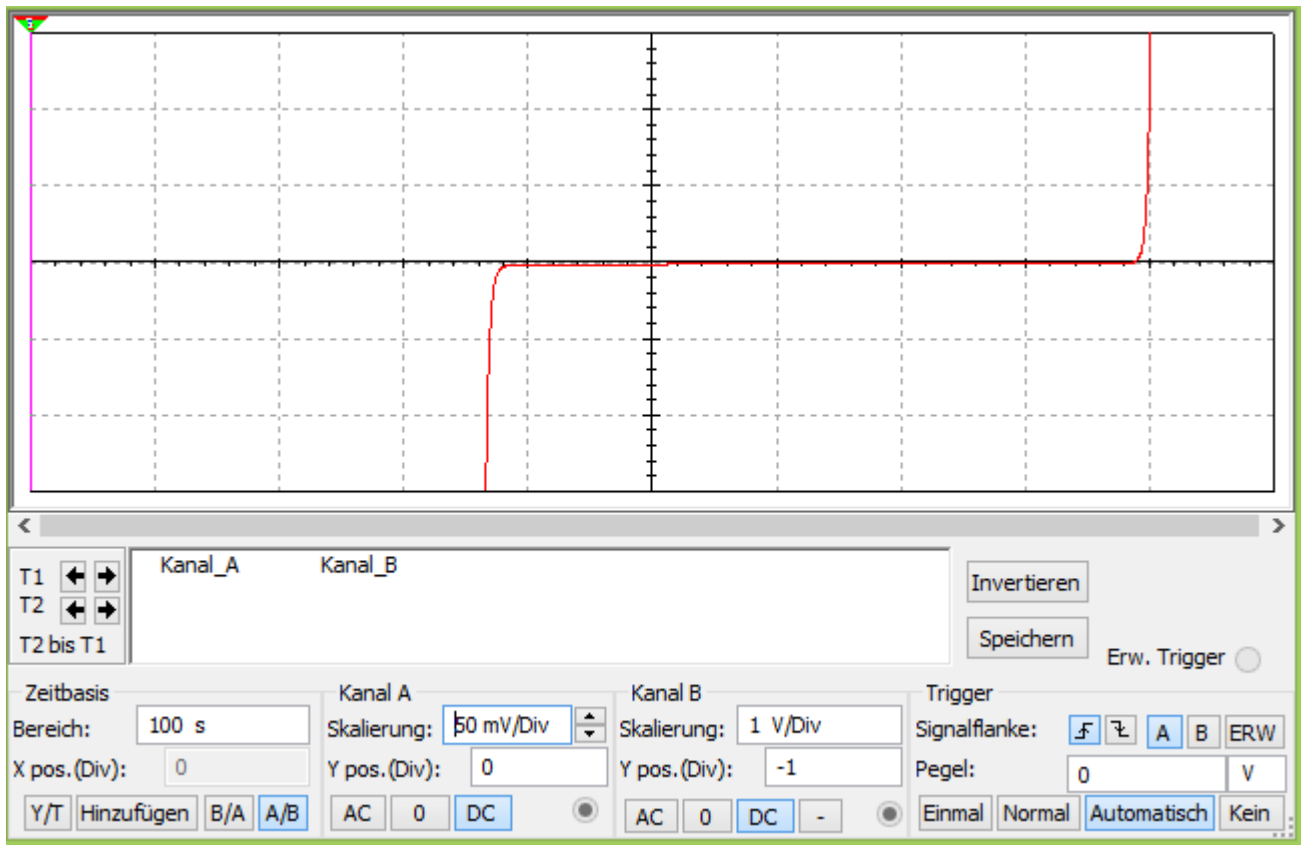 Kanal_A Kanal_B
T1
T2
T2 bis T1
Invertieren
Speichern
Erw. Trigger
Zeitbasis
Bereich: 100 s
X pos.(Div): 0
Y/T Hinzufügen B/A A/B
Kanal A
Skalierung: 50 mV/Div
Y pos.(Div): 0
AC 0 DC
Kanal B
Skalierung: 1 V/Div
Y pos.(Div): -1
AC 0 DC -
Trigger
Signalflanke: A B ERW
Pegel: 0 V
Einmal Normal Automatisch Kein